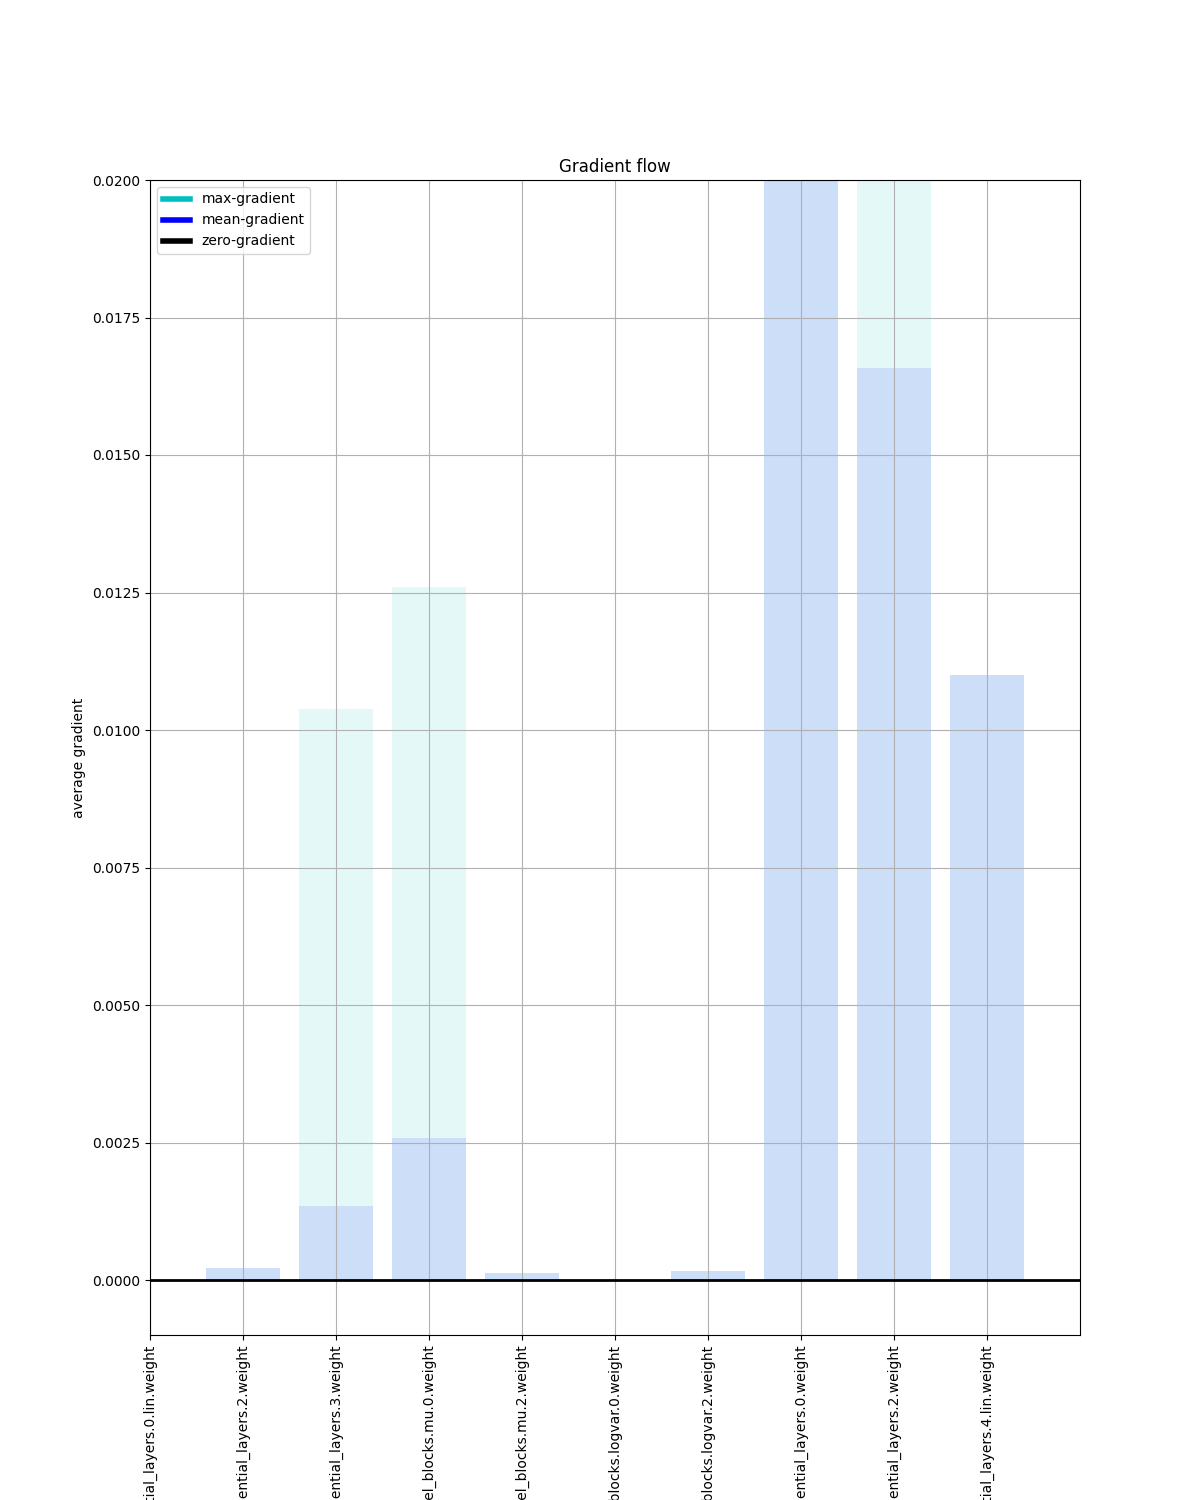 Gradient flow
max-gradient
mean-gradient
zero-gradient
0.0200
0.0175
0.0150
0.0125
0.0100
0.0075
0.0050
0.0025
0.0000
average gradient
tial_layers.0.lin.weight
ential_layers.2.weight
ential_layers.3.weight
el_blocks.mu.0.weight
el_blocks.mu.2.weight
blocks.logvar.0.weight
blocks.logvar.2.weight
ential_layers.0.weight
ential_layers.2.weight
tial_layers.4.lin.weight